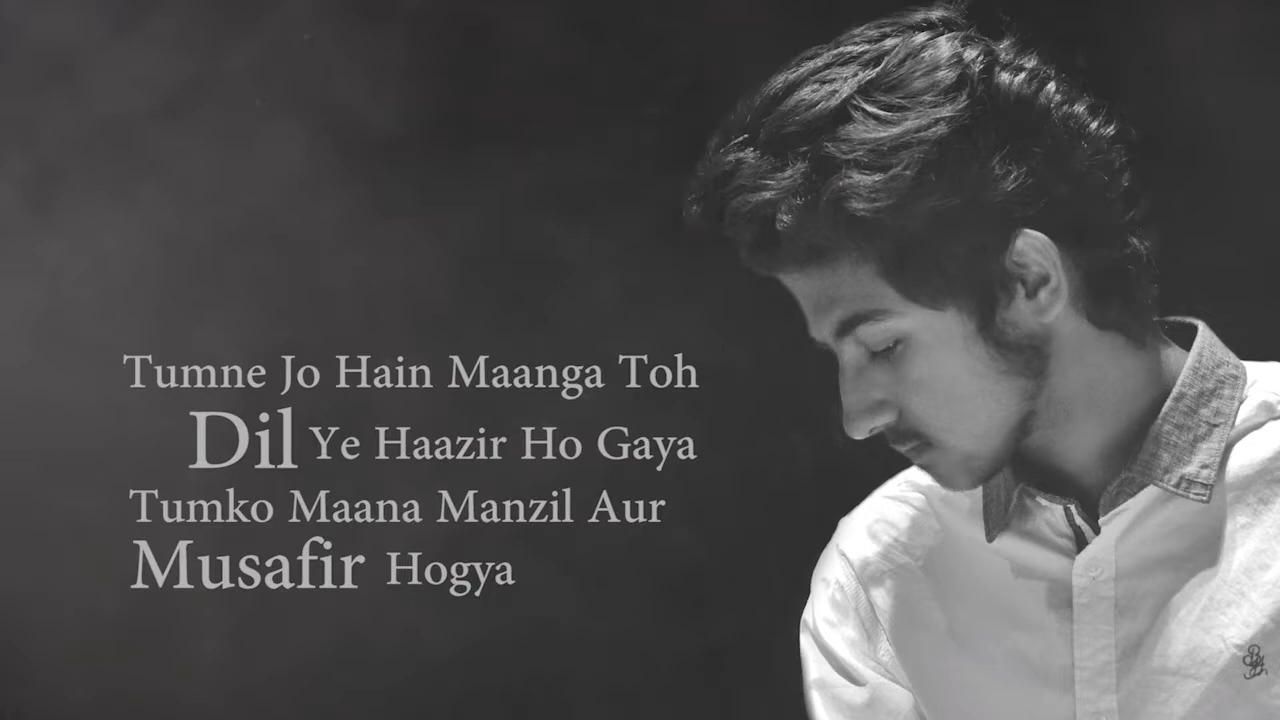 Tumne Jo Hain Maanga Toh
Dil Ye Haazir Ho Gaya
Tumko Maana Manzil Aur
Musafir Hogya